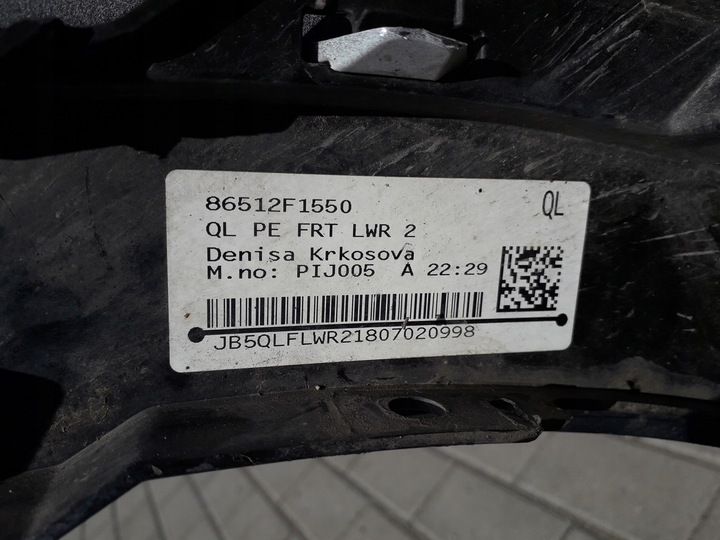 86512F1550 QL
QL PE FRT LWR 2
Denisa Krkosova
M.no: PIJ005 A 22:29
JB5QLFLWR21807020998